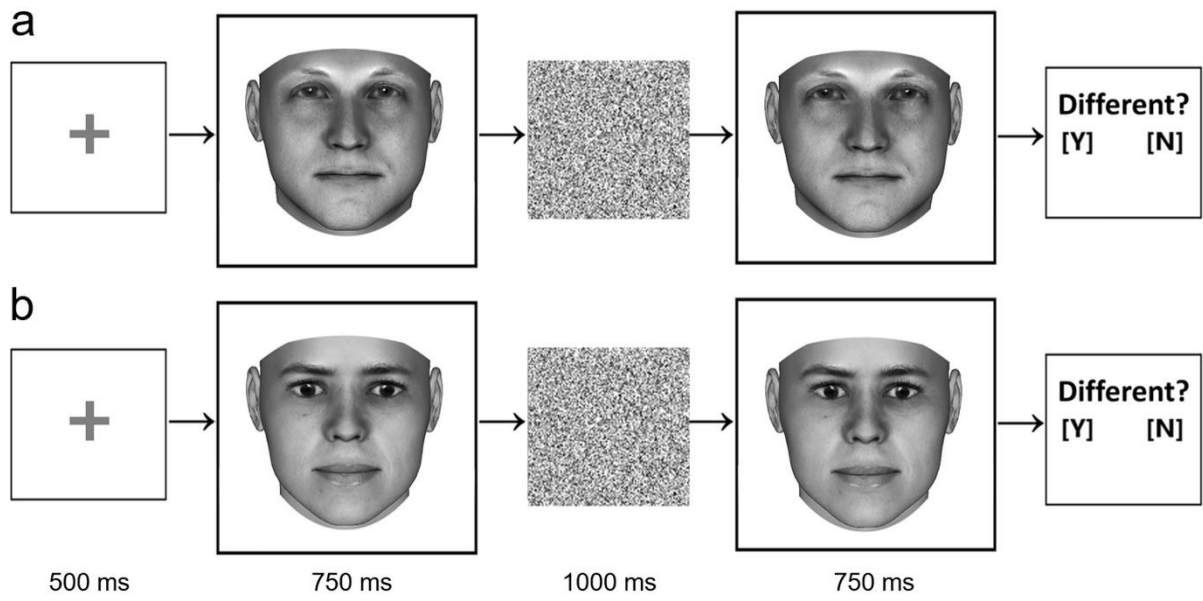 a
Different?
[Y] [N]
b
Different?
[Y] [N]
500 ms 750 ms 1000 ms 750 ms